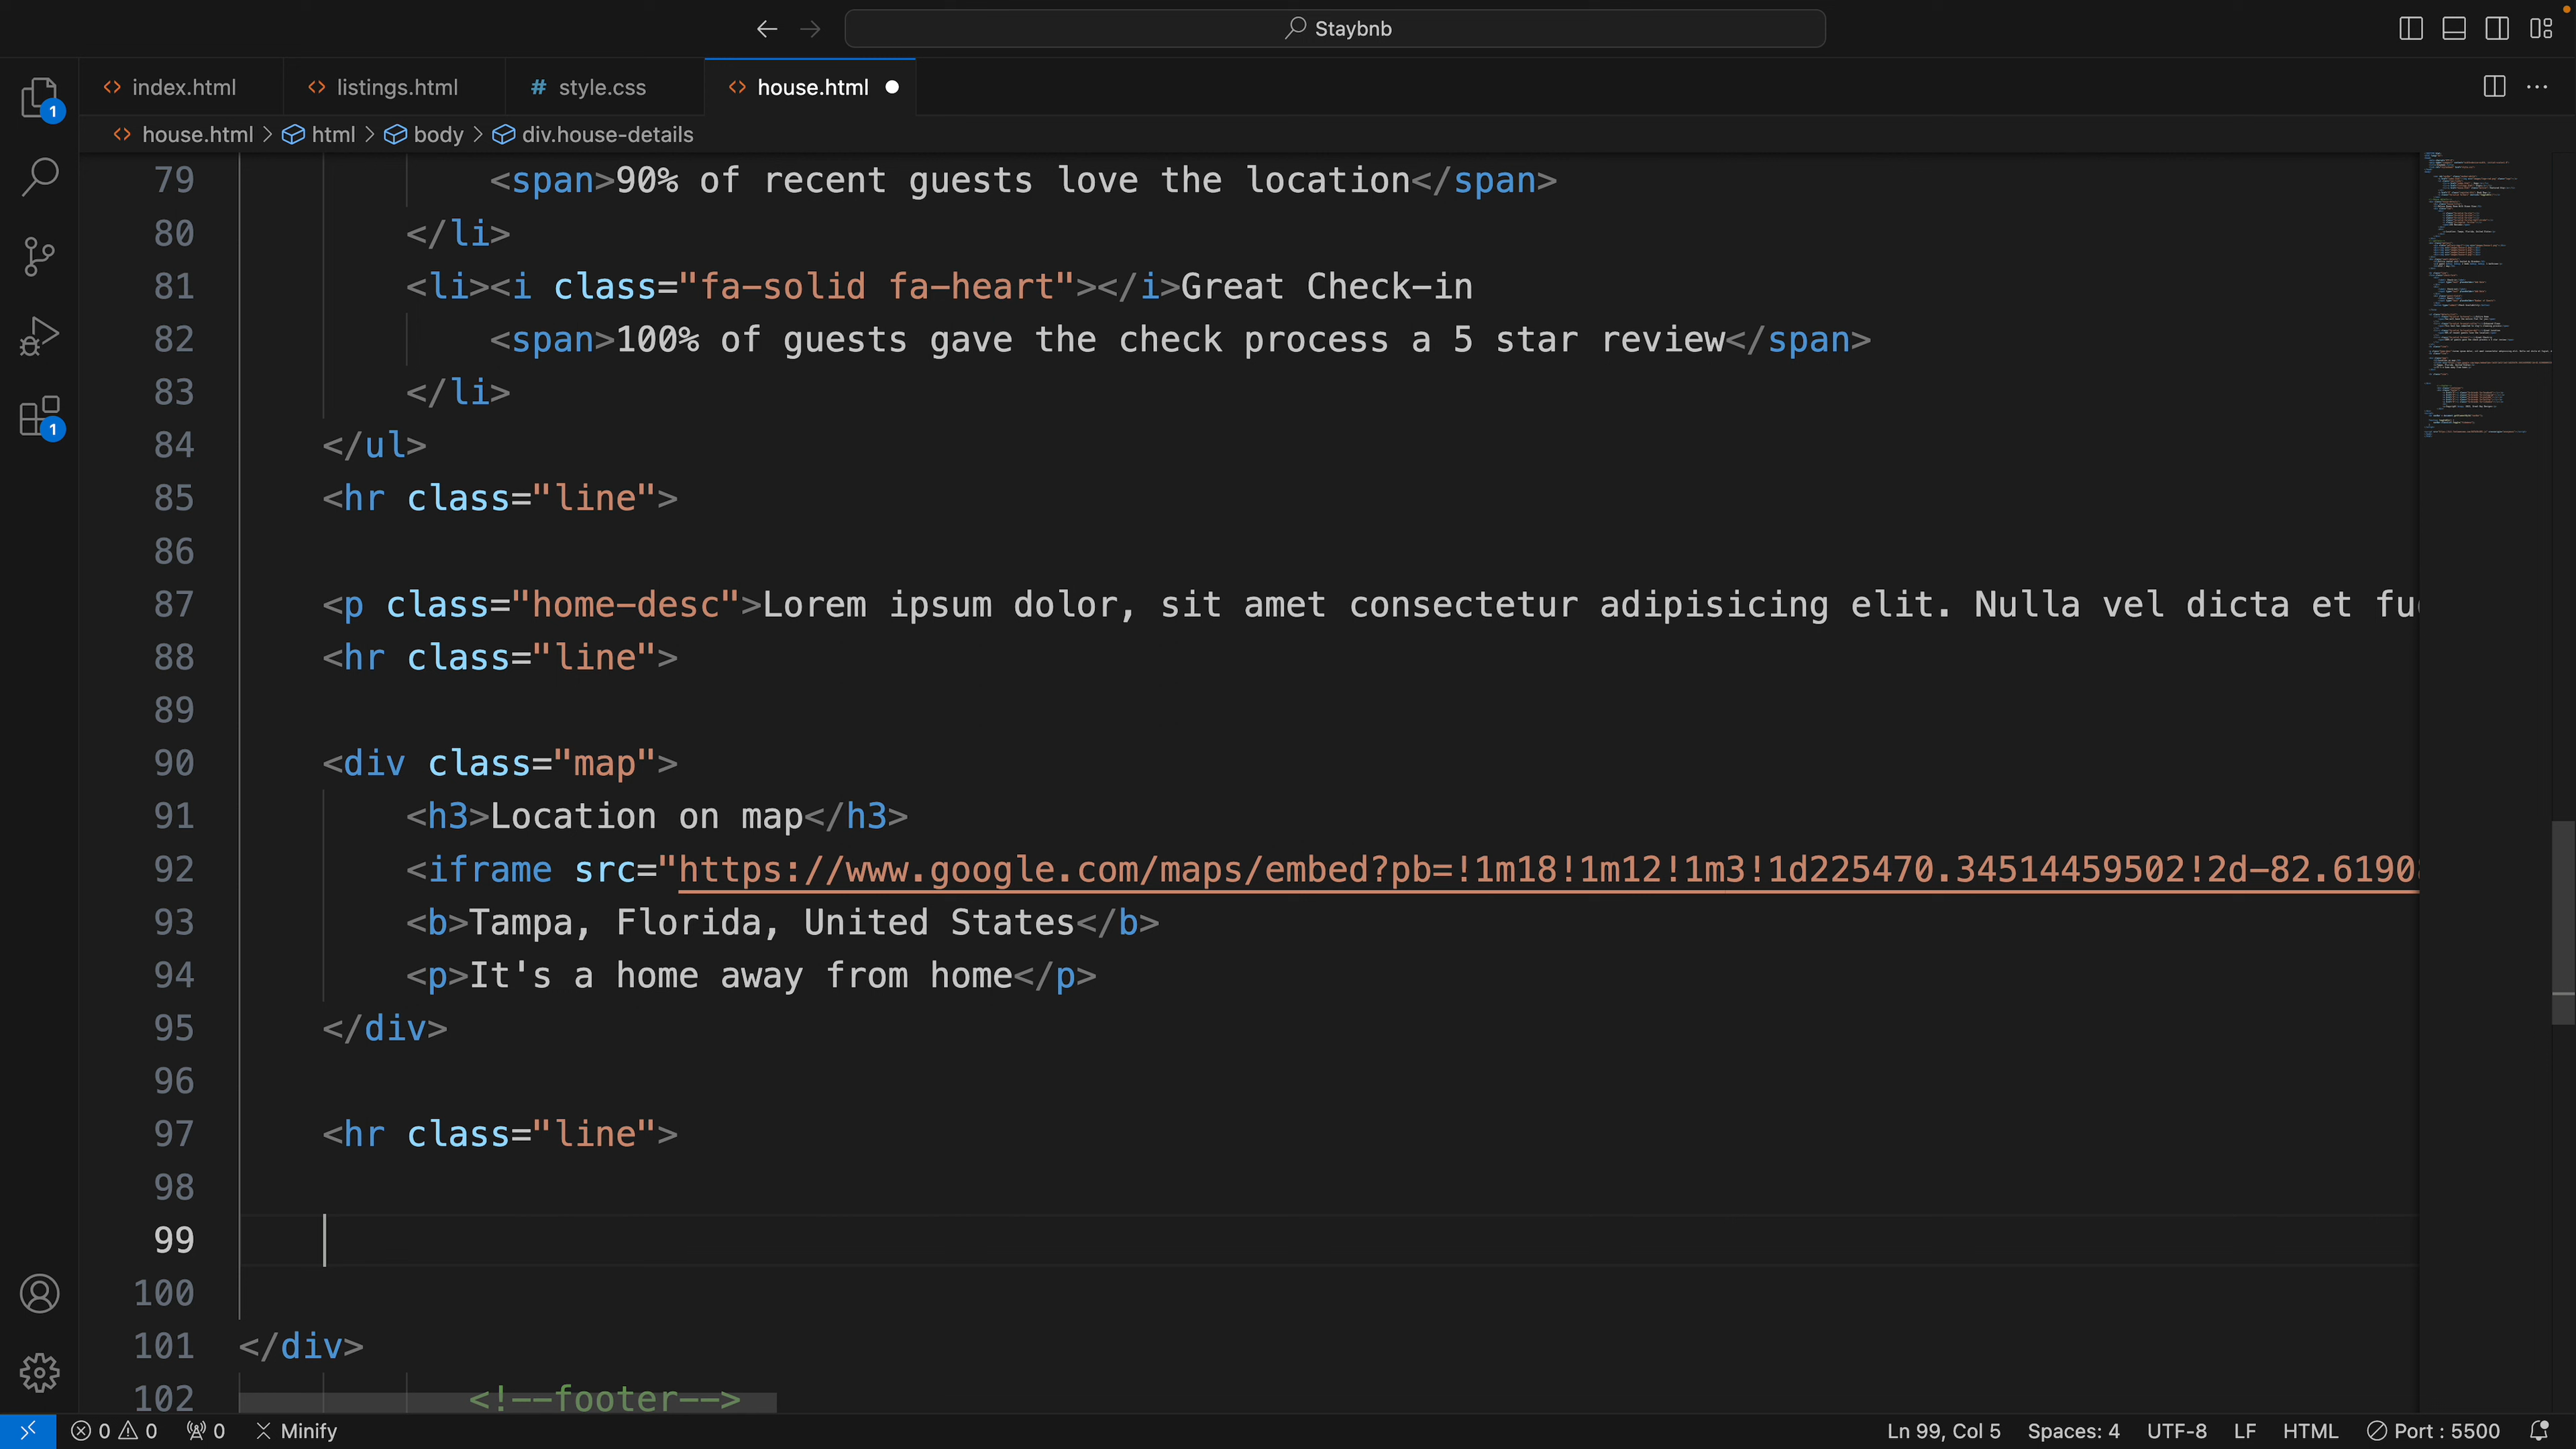 Staybnb
index.html
listings.html
# style.css
house.html
house.html > html > body > div.house-details
79 <span>90% of recent guests love the location</span>
80 </li>
81 <li><i class="fa-solid fa-heart"></i>Great Check-in
82 <span>100% of guests gave the check process a 5 star review</span>
83 </li>
84 </ul>
85 <hr class="line">
86
87 <p class="home-desc">Lorem ipsum dolor, sit amet consectetur adipisicing elit. Nulla vel dicta et
88 <hr class="line">
89
90 <div class="map">
91 <h3>Location on map</h3>
92 <iframe src="https://www.google.com/maps/embed?pb=!1m18!1m12!1m3!1d225470.34514459502!2d-82.6190
93 <b>Tampa, Florida, United States</b>
94 <p>It's a home away from home</p>
95 </div>
96
97 <hr class="line">
98
99
100
101 </div>
102 <!--footer-->
1
1
0 0 0 Minify
Ln 99, Col 5 Spaces: 4 UTF-8 LF HTML Port : 5500